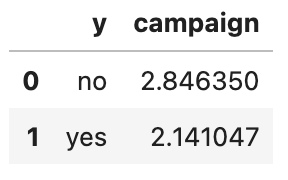 y campaign
0 no 2.846350
1 yes 2.141047